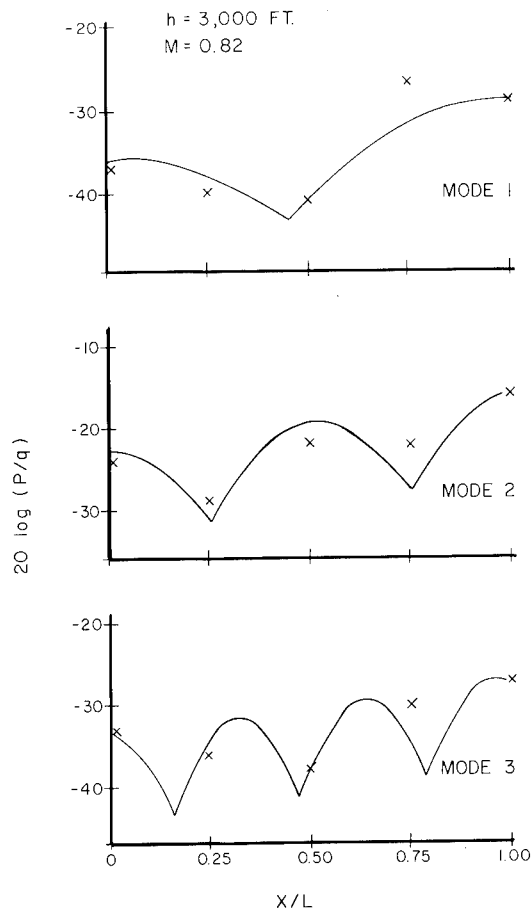 h = 3,000 FT.
M = 0.82
-20
-30
-40
MODE 1
-10
-20
-30
MODE 2
20 log (P/q)
-20
-30
-40
MODE 3
0 0.25 0.50 0.75 1.00
X/L